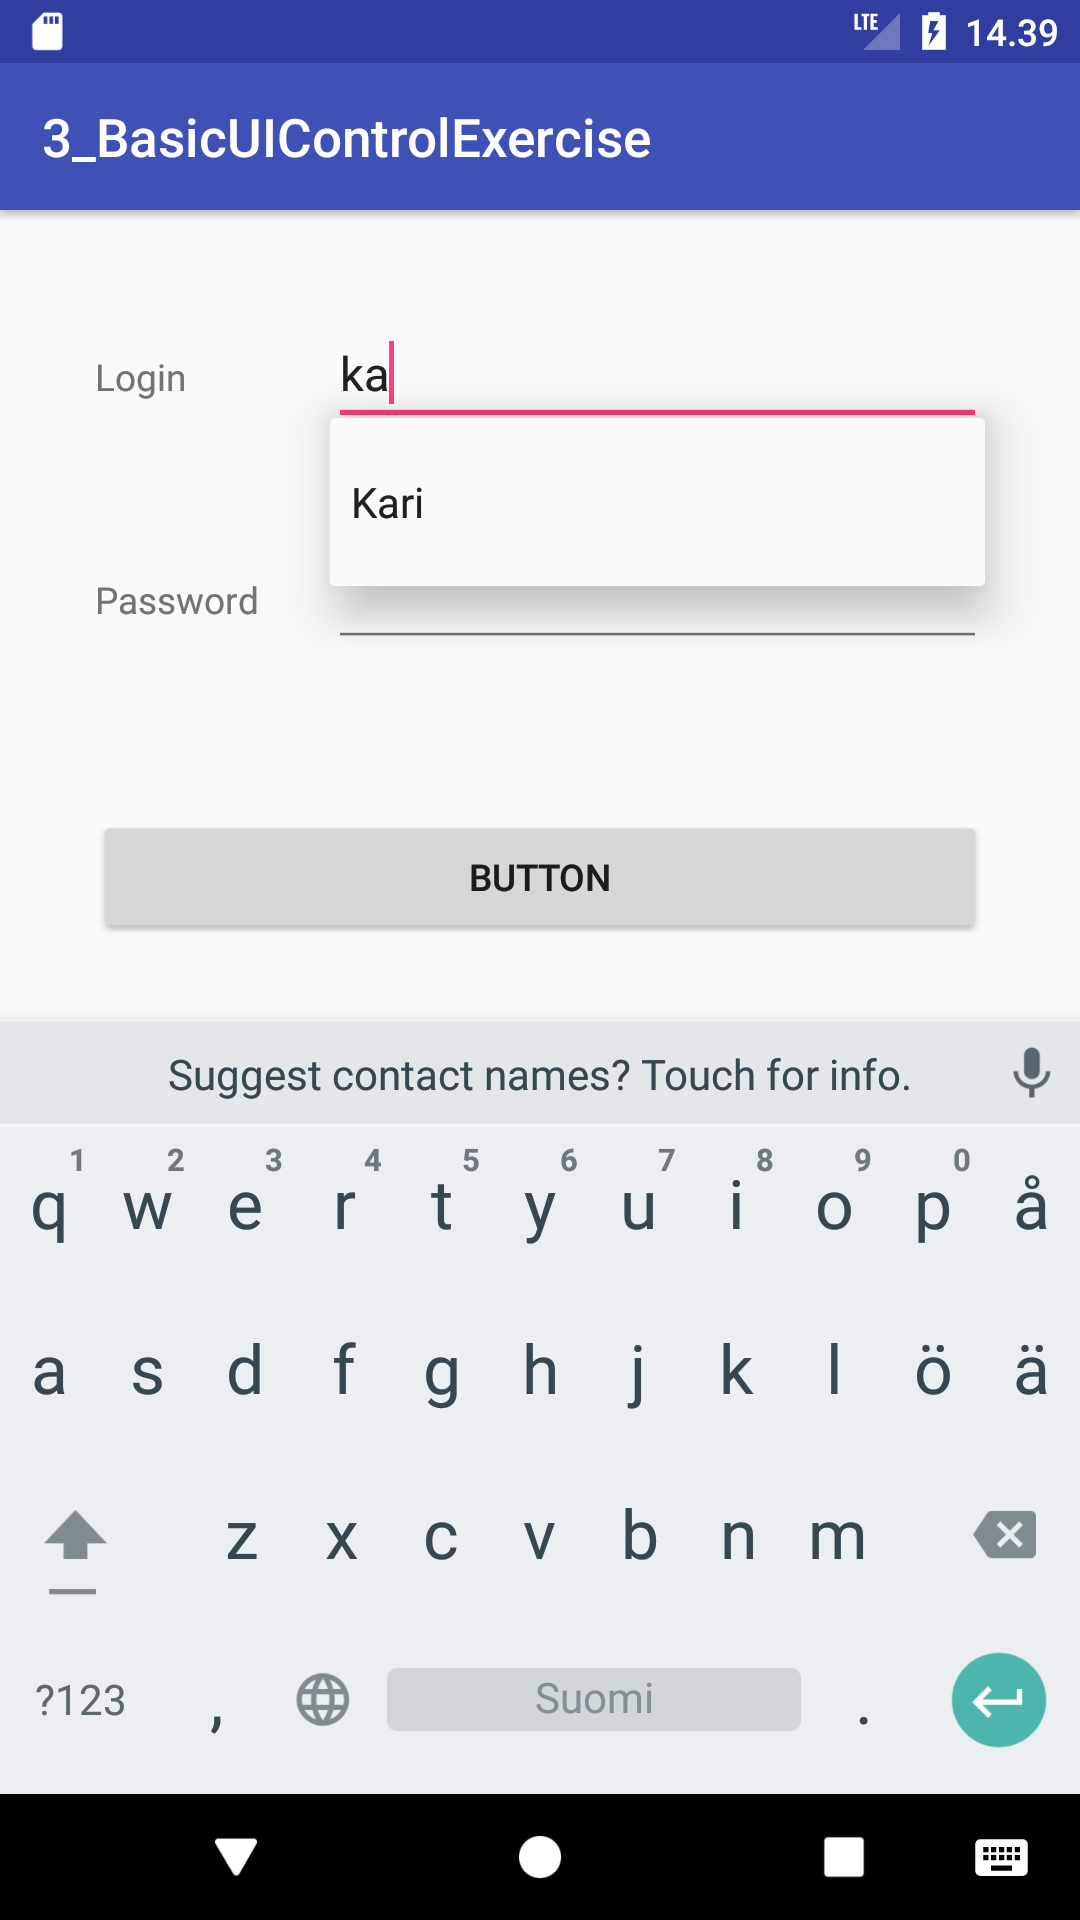 LTE 14.39
3_BasicUIControlExercise
Login ka
Kari
Password
BUTTON
Suggest contact names? Touch for info.
1 2 3 4 5 6 7 8 9 0
q w e r t y u i o p å
a s d f g h j k l ö ä
z x c v b n m
?123 , Suomi .